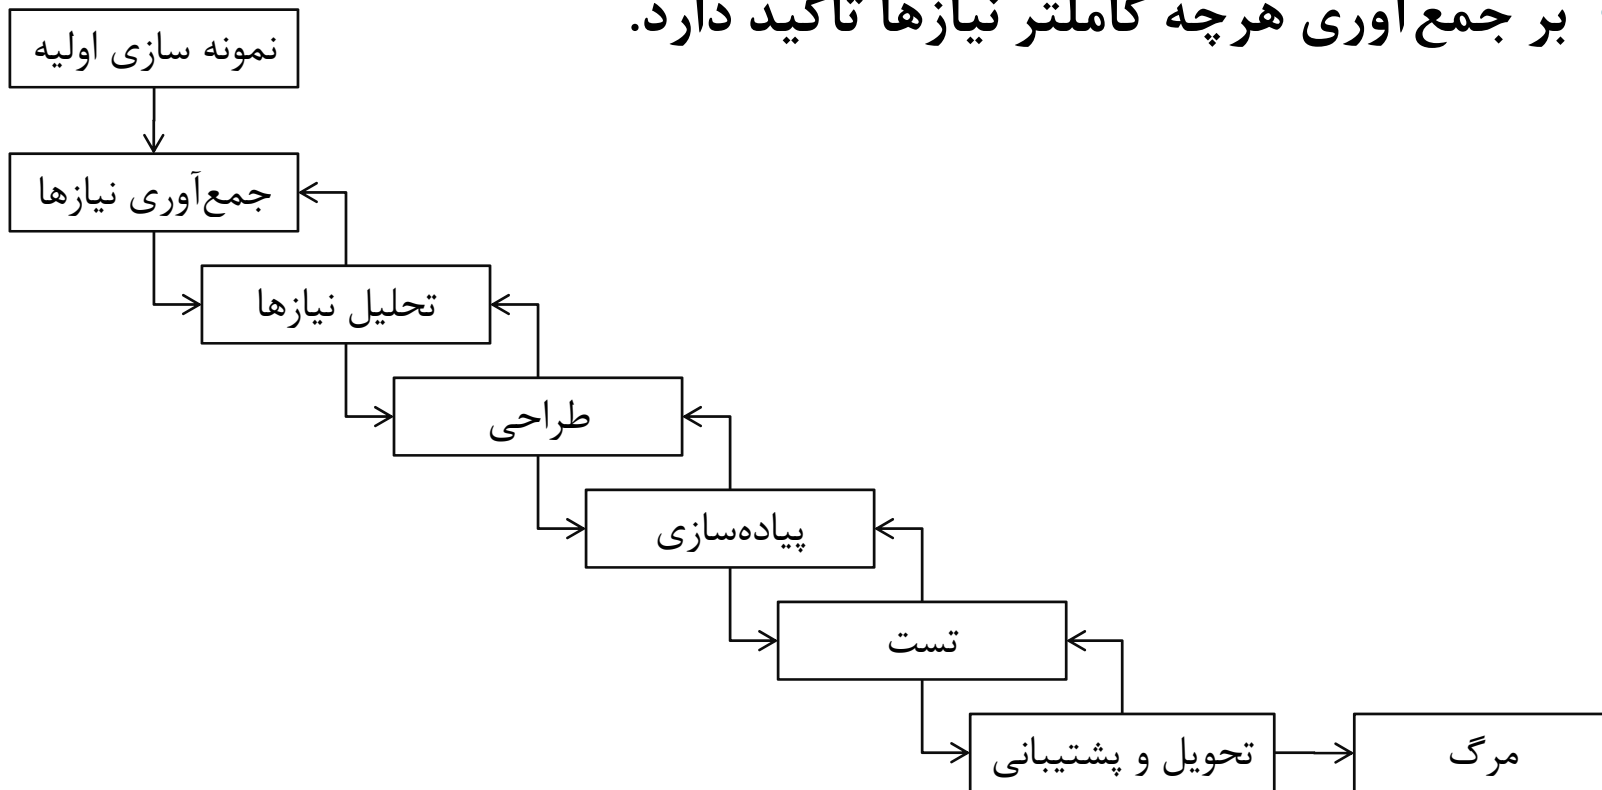 بر جمع‌آوری هرچه کاملتر نیازها تاکید دارد.
نمونه سازی اولیه
جمع‌آوری نیازها
تحلیل نیازها
طراحی
پیاده‌سازی
تست
تحویل و پشتیبانی
مرگ